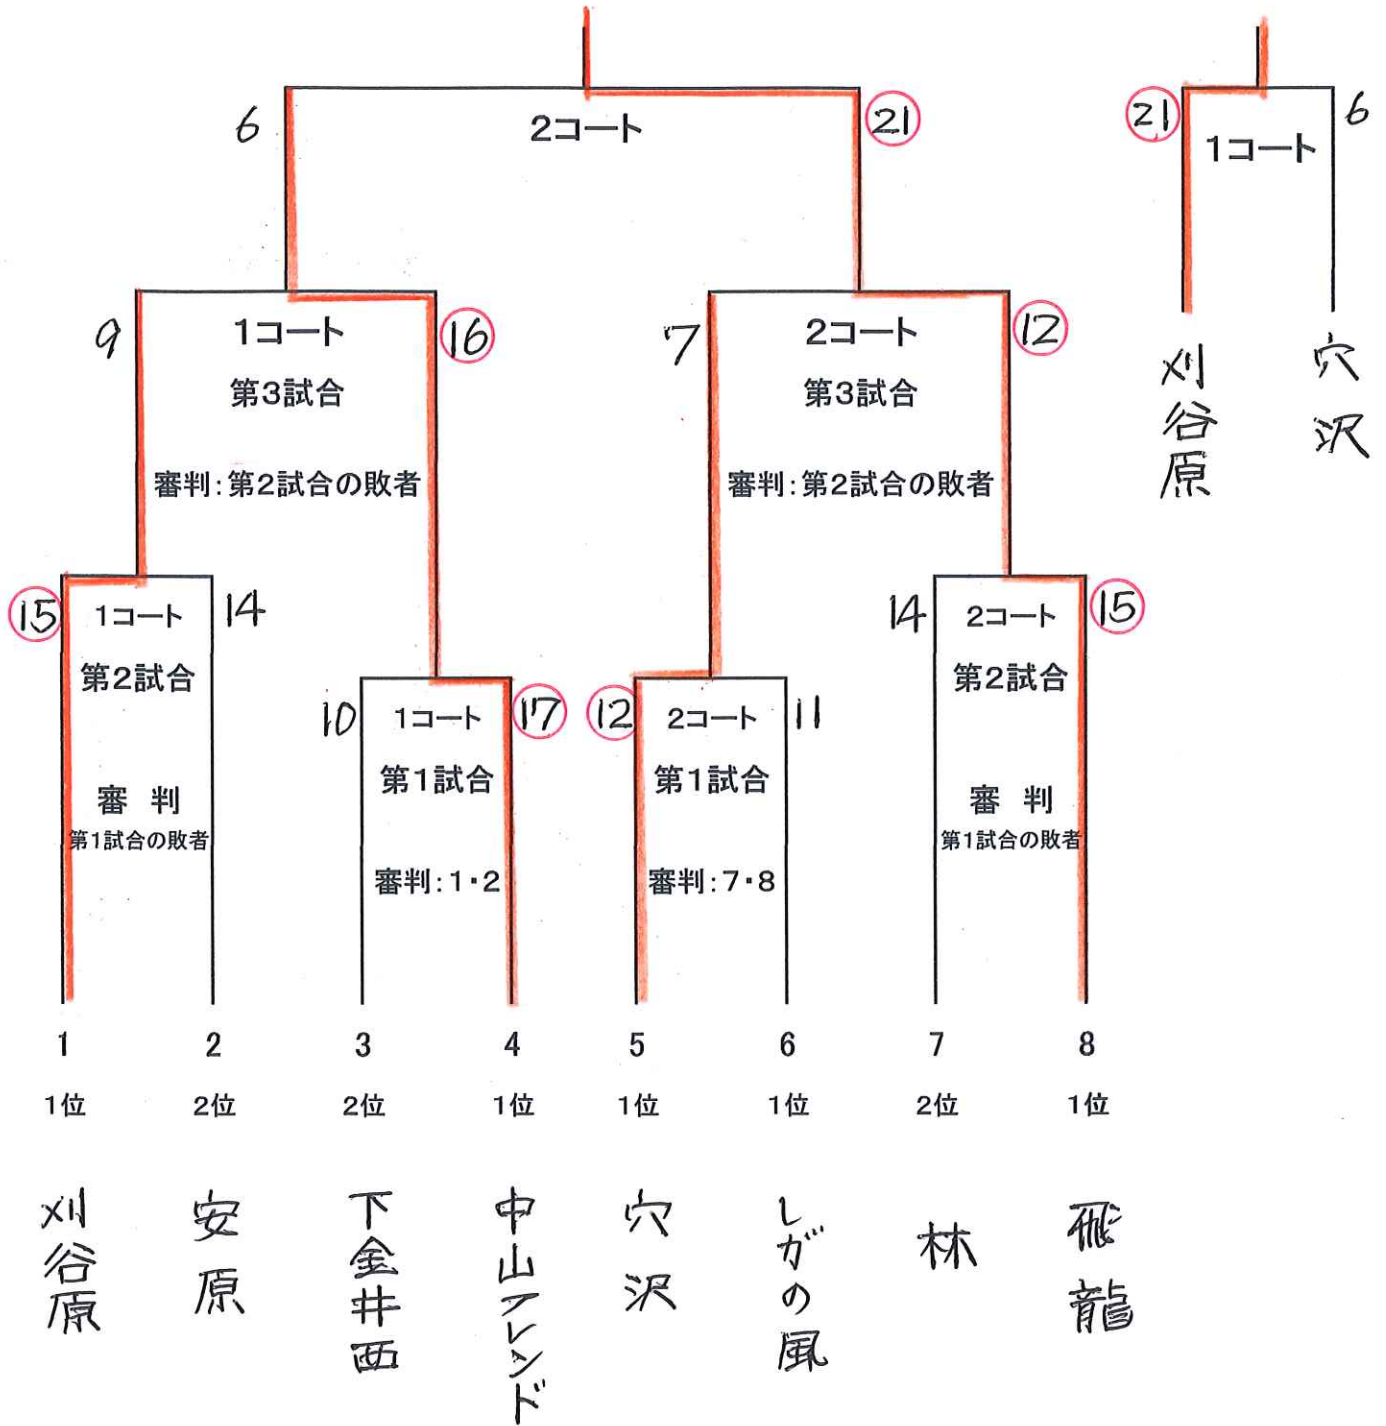 6
2コート
21
21
1コート
6
刈谷原
穴沢
9
1コート
16
第3試合
審判:第2試合の敗者
7
2コート
12
第3試合
審判:第2試合の敗者
15
1コート
14
第2試合
審 判
第1試合の敗者
10
1コート
17
第1試合
審判:1・2
12
2コート
11
第1試合
審判:7・8
14
2コート
15
第2試合
審 判
第1試合の敗者
1 2 3 4 5 6 7 8
1位 2位 2位 1位 1位 1位 2位 1位
刈谷原
安原
下金井西
中山フレンド
穴沢
しがの風
林
飛龍